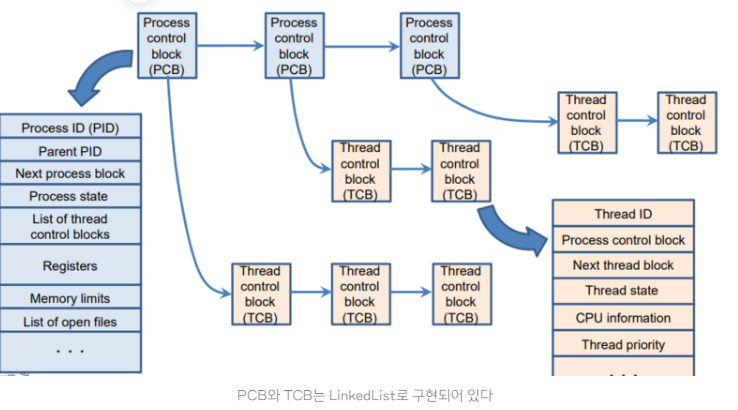 Process
control
block
(PCB)
Process
control
block
(PCB)
Process
control
block
(PCB)
Thread
control
block
(TCB)
Thread
control
block
(TCB)
Process ID (PID)
Parent PID
Next process block
Process state
List of thread
control blocks
Registers
Memory limits
List of open files
. . .
Thread
control
block
(TCB)
Thread
control
block
(TCB)
Thread ID
Process control block
Next thread block
Thread state
CPU information
Thread priority
. . .
Thread
control
block
(TCB)
Thread
control
block
(TCB)
Thread
control
block
(TCB)
PCB와 TCB는 LinkedList로 구현되어 있다